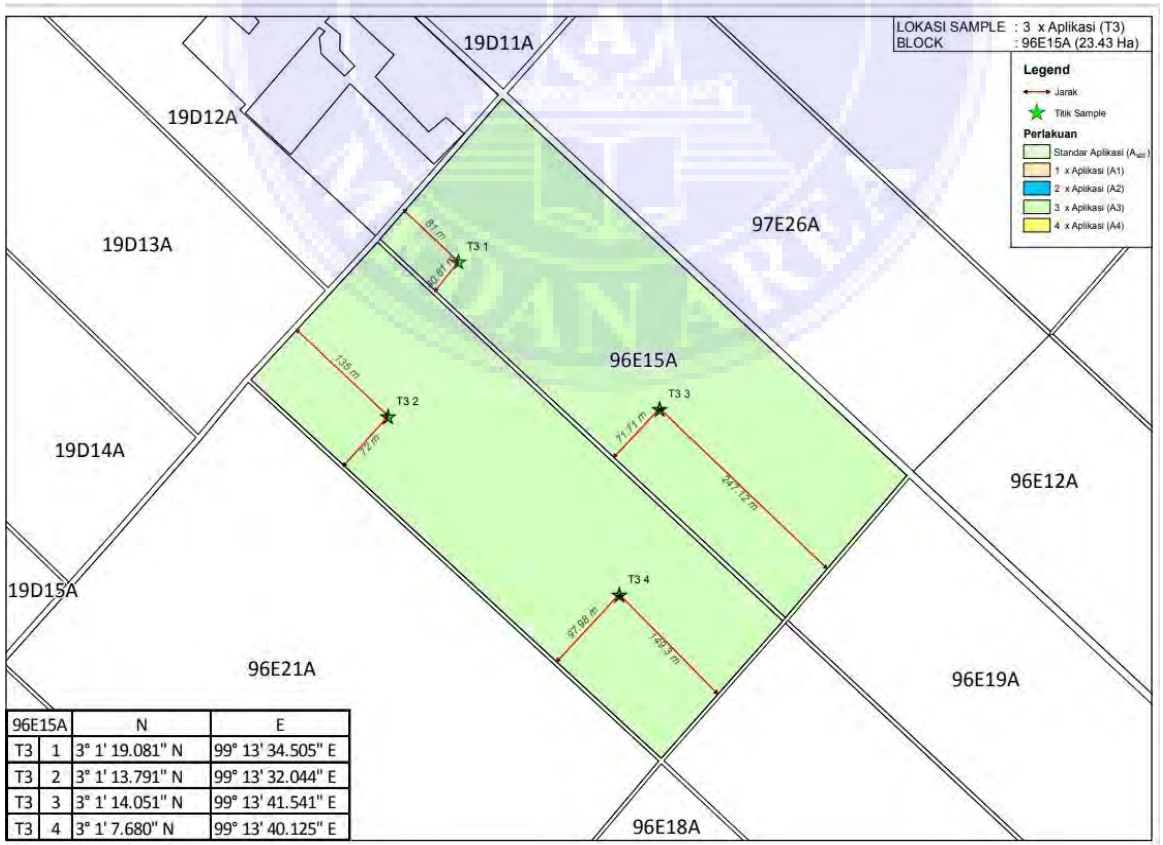 LOKASI SAMPLE : 3 x Aplikasi (T3)
BLOCK : 96E15A (23.43 Ha)
Legend
Jarak
Titik Sample
Perlakuan
Standar Aplikasi
1 x Aplikasi (A1)
2 x Aplikasi (A2)
3 x Aplikasi (A3)
4 x Aplikasi (A4)
19D11A
19D12A
97E26A
19D13A
81 m
T3 1
MEDAN AREA
96E15A
135 m
T3 2
T3 3
72 m
71.71 m
19D14A
247.12 m
96E12A
19D15A
T3 4
97.98 m
149.3 m
96E21A
96E19A
96E15A N E
T3 1 3° 1' 19.081" N 99° 13' 34.505" E
T3 2 3° 1' 13.791" N 99° 13' 32.044" E
T3 3 3° 1' 14.051" N 99° 13' 41.541" E
T3 4 3° 1' 7.680" N 99° 13' 40.125" E
96E18A